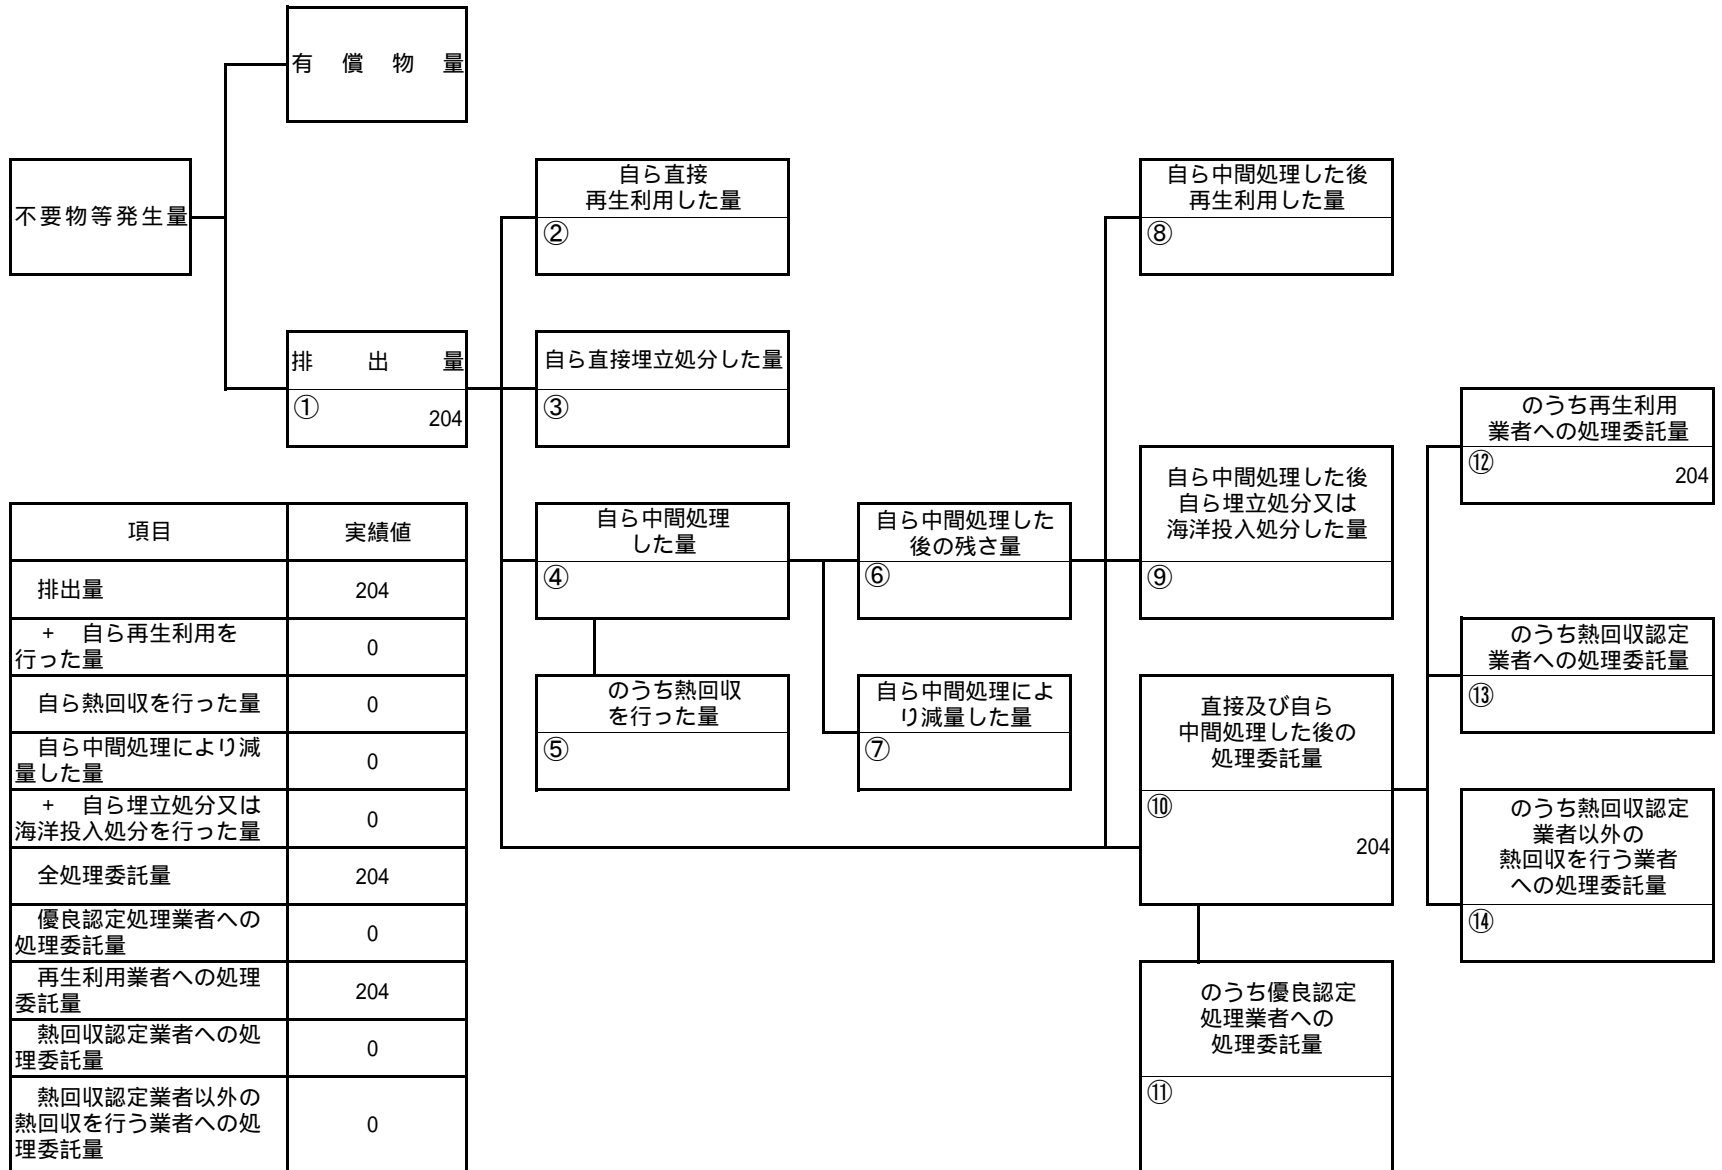 有償物量
不要物等発生量
排出量
①
204
自ら直接
再生利用した量
②
自ら直接埋立処分した量
③
自ら中間処理
した量
④
のうち熱回収
を行った量
⑤
自ら中間処理した
後の残さ量
⑥
自ら中間処理によ
り減量した量
⑦
自ら中間処理した後
再生利用した量
⑧
自ら中間処理した後
自ら埋立処分又は
海洋投入処分した量
⑨
直接及び自ら
中間処理した後の
処理委託量
⑩
204
のうち優良認定
処理業者への
処理委託量
⑪
のうち再生利用
業者への処理委託量
⑫
204
のうち熱回収認定
業者への処理委託量
⑬
のうち熱回収認定
業者以外の
熱回収を行う業者
への処理委託量
⑭
項目 実績値
排出量 204
+ 自ら再生利用を
行った量 0
自ら熱回収を行った量 0
自ら中間処理により減
量した量 0
+ 自ら埋立処分又は
海洋投入処分を行った量 0
全処理委託量 204
優良認定処理業者への
処理委託量 0
再生利用業者への処理
委託量 204
熱回収認定業者への処
理委託量 0
熱回収認定業者以外の
熱回収を行う業者への処
理委託量 0